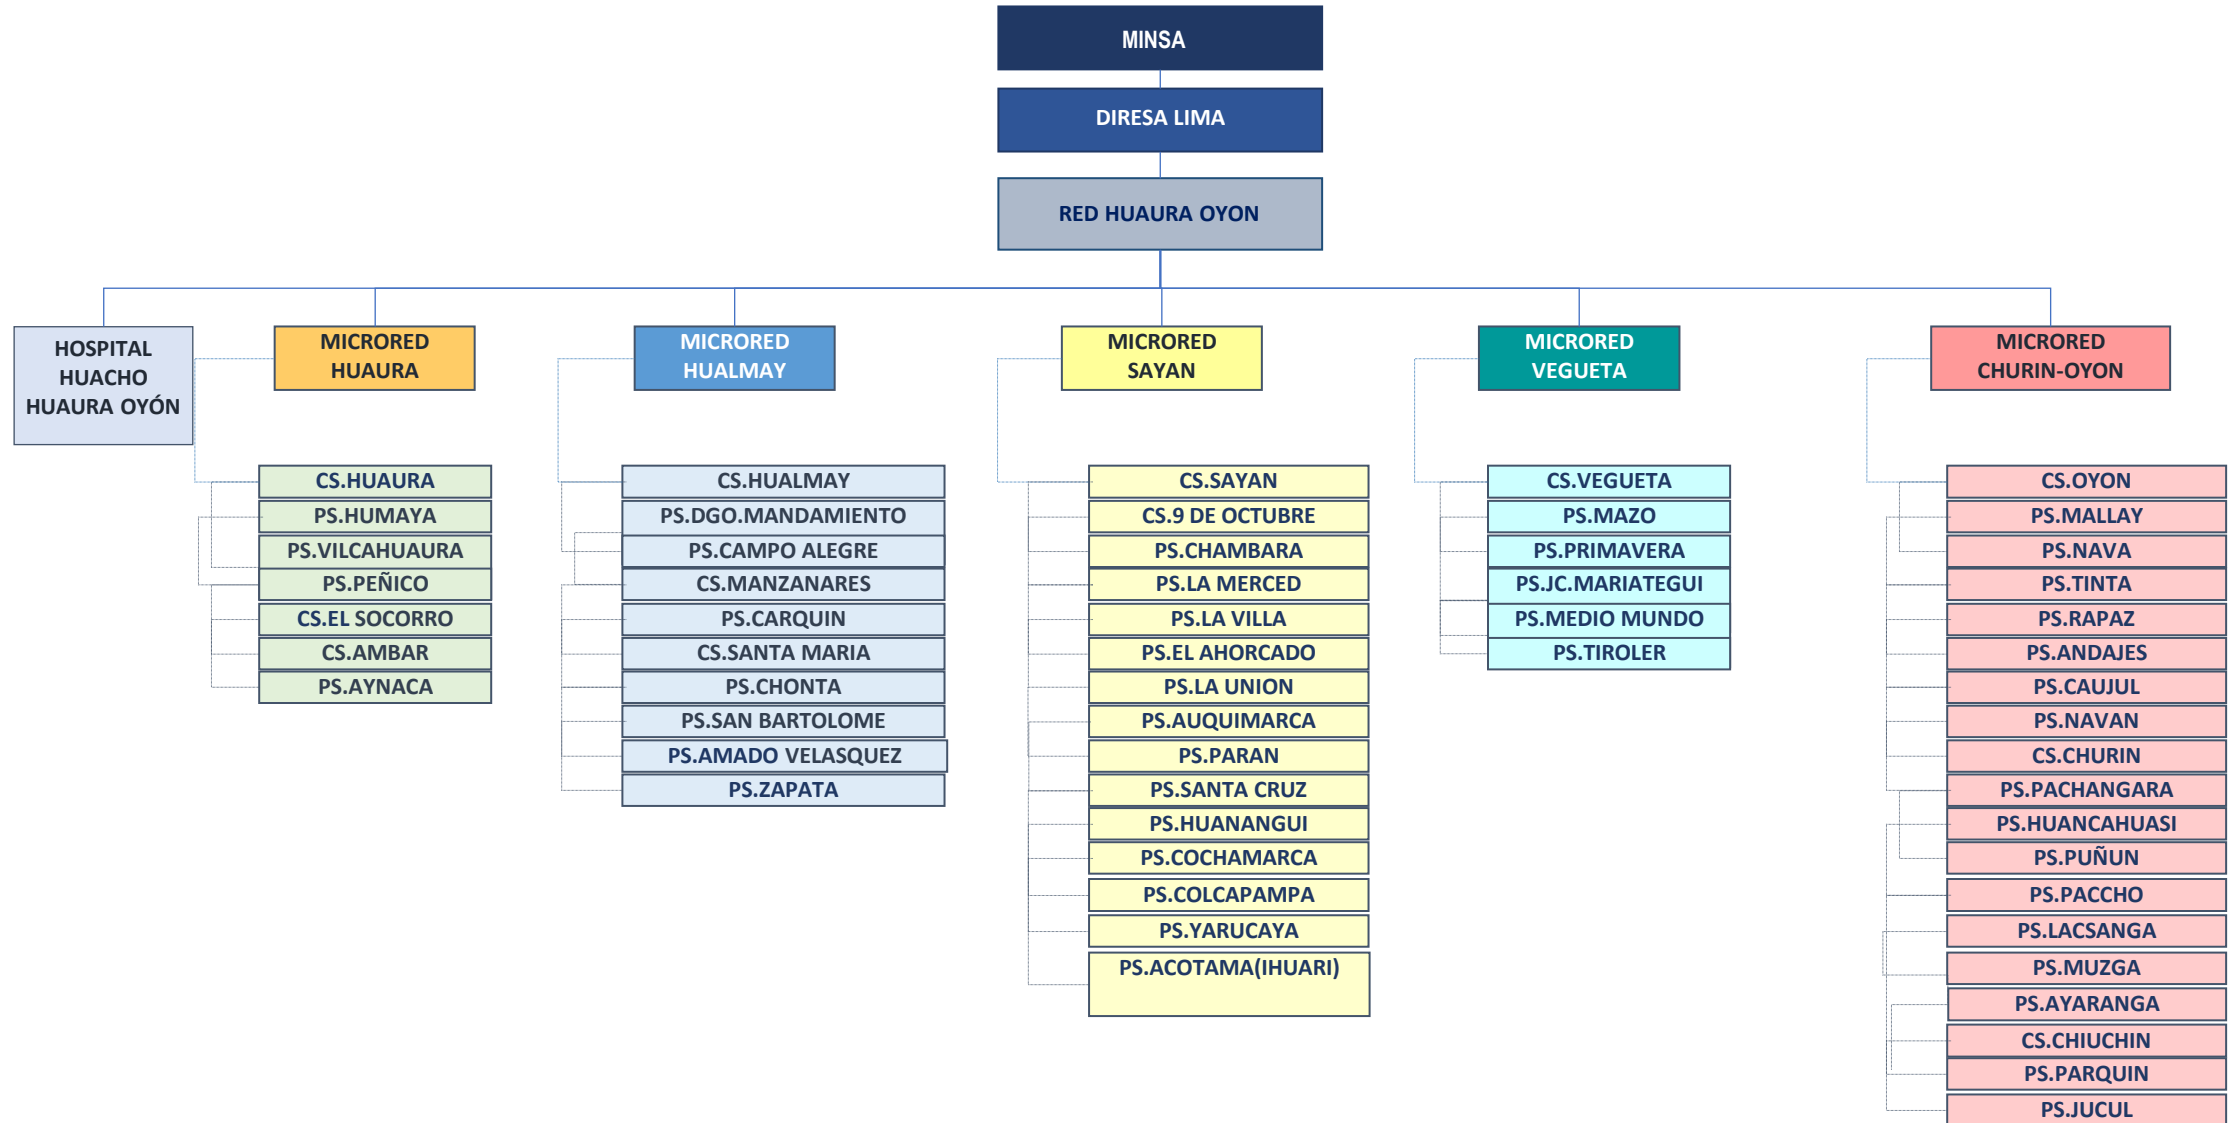 MINSA
DIRESA LIMA
RED HUAURA OYON
HOSPITAL
HUACHO
HUAURA OYÓN
MICRORED
HUAURA
CS.HUAURA
PS.HUMAYA
PS.VILCAHUAURA
PS.PEÑICO
CS.EL SOCORRO
CS.AMBAR
PS.AYNACA
MICRORED
HUALMAY
CS.HUALMAY
PS.DGO.MANDAMIENTO
PS.CAMPO ALEGRE
CS.MANZANARES
PS.CARQUIN
CS.SANTA MARIA
PS.CHONTA
PS.SAN BARTOLOME
PS.AMADO VELASQUEZ
PS.ZAPATA
MICRORED
SAYAN
CS.SAYAN
CS.9 DE OCTUBRE
PS.CHAMBARA
PS.LA MERCED
PS.LA VILLA
PS.EL AHORCADO
PS.LA UNION
PS.AUQUIMARCA
PS.PARAN
PS.SANTA CRUZ
PS.HUANANGUI
PS.COCHAMARCA
PS.COLCAPAMPA
PS.YARUCAYA
PS.ACOTAMA(IHUARI)
MICRORED
VEGUETA
CS.VEGUETA
PS.MAZO
PS.PRIMAVERA
PS.JC.MARIATEGUI
PS.MEDIO MUNDO
PS.TIROLER
MICRORED
CHURIN-OYON
CS.OYON
PS.MALLAY
PS.NAVA
PS.TINTA
PS.RAPAZ
PS.ANDAJES
PS.CAUJUL
PS.NAVAN
CS.CHURIN
PS.PACHANGARA
PS.HUANCAHUASI
PS.PUÑUN
PS.PACCHO
PS.LACSANGA
PS.MUZGA
PS.AYARANGA
CS.CHIUCHIN
PS.PARQUIN
PS.JUCUL